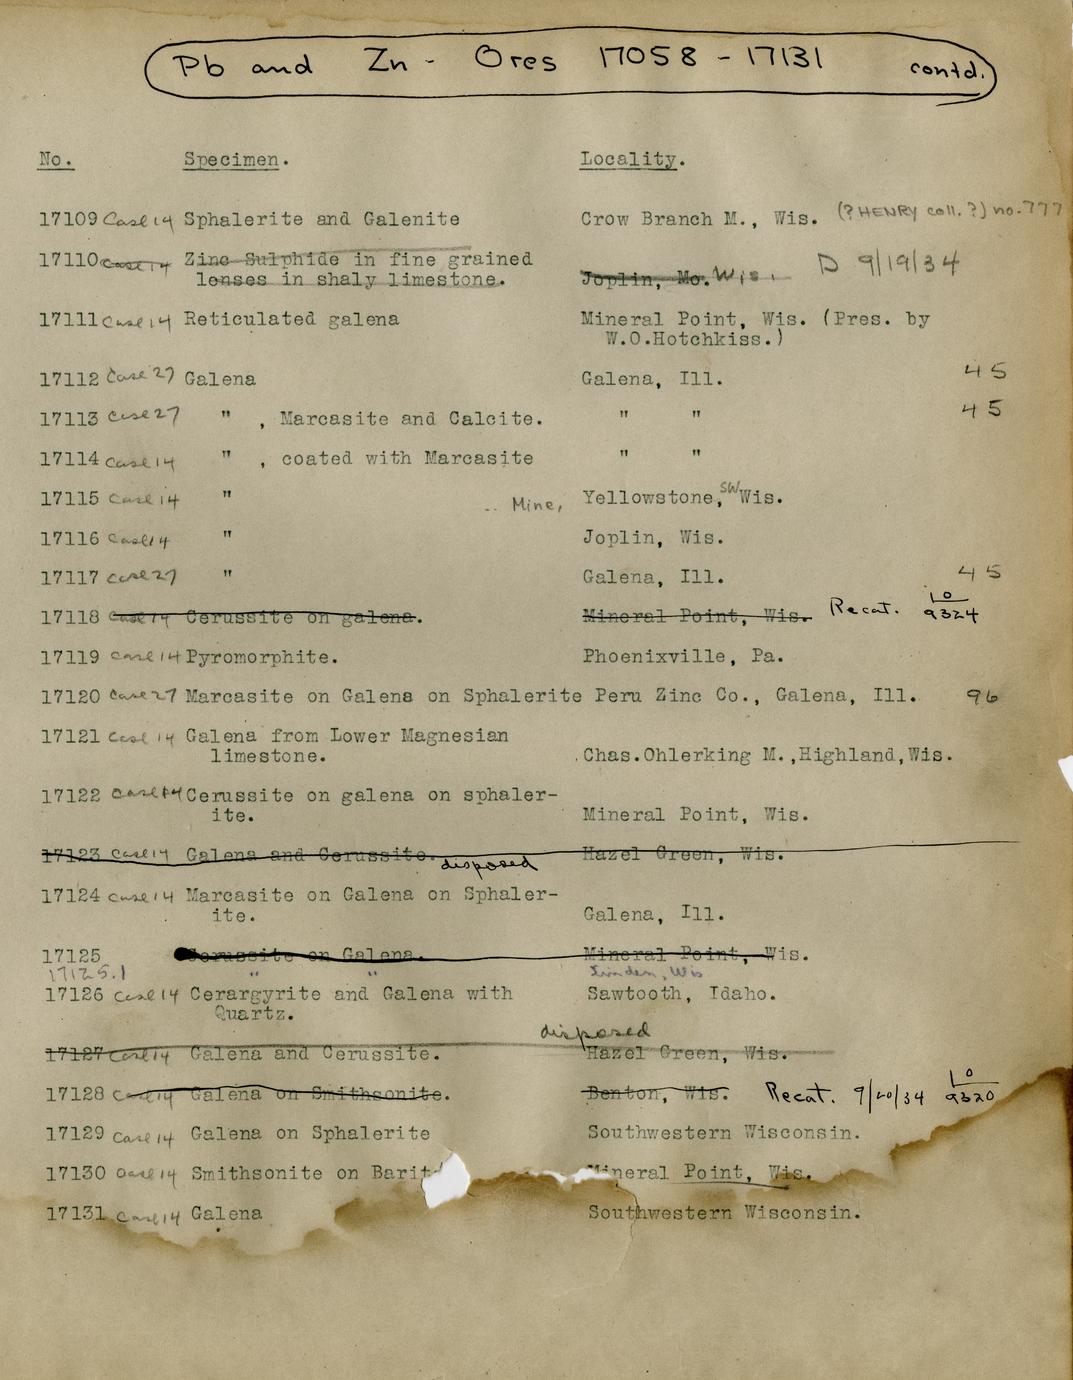 Pb and Zn - Ores 17058 - 17131 contd.
No. Specimen. Locality.
17109 Case 14 Sphalerite and Galenite Crow Branch M., Wis. (? HENRY coll. ?) no. 777
17110 Case 14 Zinc Sulphide in fine grained
lenses in shaly limestone. Joplin, Mo. Wis. D 9/19/34
17111 Case 14 Reticulated galena Mineral Point, Wis. (Pres. by
W.O.Hotchkiss.)
17112 Case 27 Galena Galena, Ill. 45
17113 Case 27 " , Marcasite and Calcite. " " 45
17114 Case 14 " , coated with Marcasite " "
17115 Case 14 " Mine, Yellowstone, SW Wis.
17116 Case 14 " Joplin, Wis.
17117 Case 27 " Galena, Ill. 45
17118 Case 14 Cerussite on galena. Mineral Point, Wis. Recat. 10/9324
17119 Case 14 Pyromorphite. Phoenixville, Pa.
17120 Case 27 Marcasite on Galena on Sphalerite Peru Zinc Co., Galena, Ill. 96
17121 Case 14 Galena from Lower Magnesian
limestone. Chas.Ohlerking M.,Highland,Wis.
17122 Case 14 Cerussite on galena on sphaler-
ite. Mineral Point, Wis.
17123 Case 14 Galena and Cerussite. disposed Hazel Green, Wis.
17124 Case 14 Marcasite on Galena on Sphaler-
ite. Galena, Ill.
17125 Cerussite on Galena. Mineral Point, Wis.
17125.1 " " Linden, Wis
17126 Case 14 Cerargyrite and Galena with Sawtooth, Idaho.
Quartz.
disposed
17127 Case 14 Galena and Cerussite. Hazel Green, Wis.
17128 Case 14 Galena on Smithsonite. Benton, Wis. Recat. 9/20/34 10/9320
17129 Case 14 Galena on Sphalerite Southwestern Wisconsin.
17130 Case 14 Smithsonite on Barit Mineral Point, Wis.
17131 Case 14 Galena Southwestern Wisconsin.